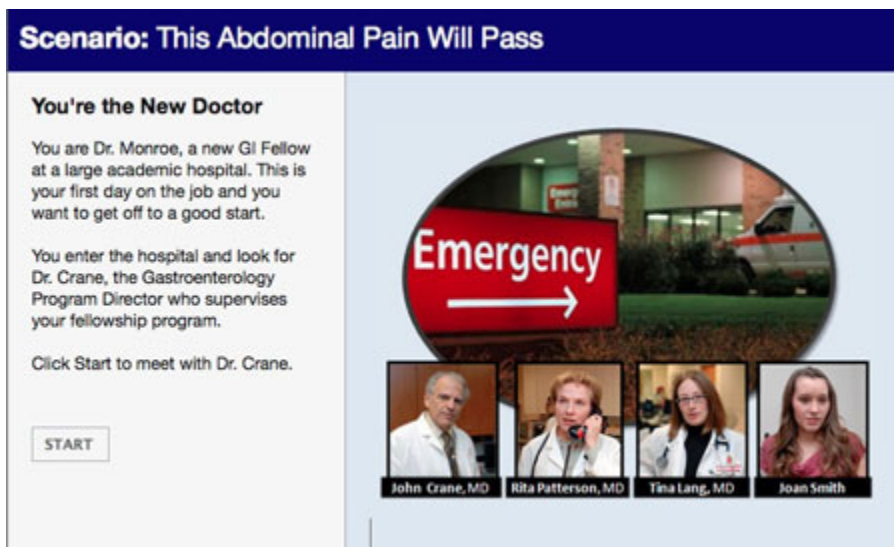 Scenario: This Abdominal Pain Will Pass
You're the New Doctor
You are Dr. Monroe, a new GI Fellow
at a large academic hospital. This is
your first day on the job and you
want to get off to a good start.
You enter the hospital and look for
Dr. Crane, the Gastroenterology
Program Director who supervises
your fellowship program.
Click Start to meet with Dr. Crane.
START
Emergency
John Crane, MD
Rita Patterson, MD
Tina Lang, MD
Joan Smith